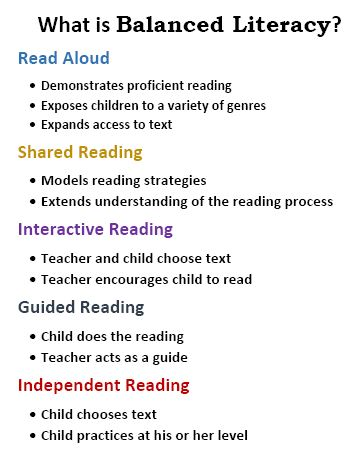 What is Balanced Literacy?
Read Aloud
• Demonstrates proficient reading
• Exposes children to a variety of genres
• Expands access to text
Shared Reading
• Models reading strategies
• Extends understanding of the reading process
Interactive Reading
• Teacher and child choose text
• Teacher encourages child to read
Guided Reading
• Child does the reading
• Teacher acts as a guide
Independent Reading
• Child chooses text
• Child practices at his or her level